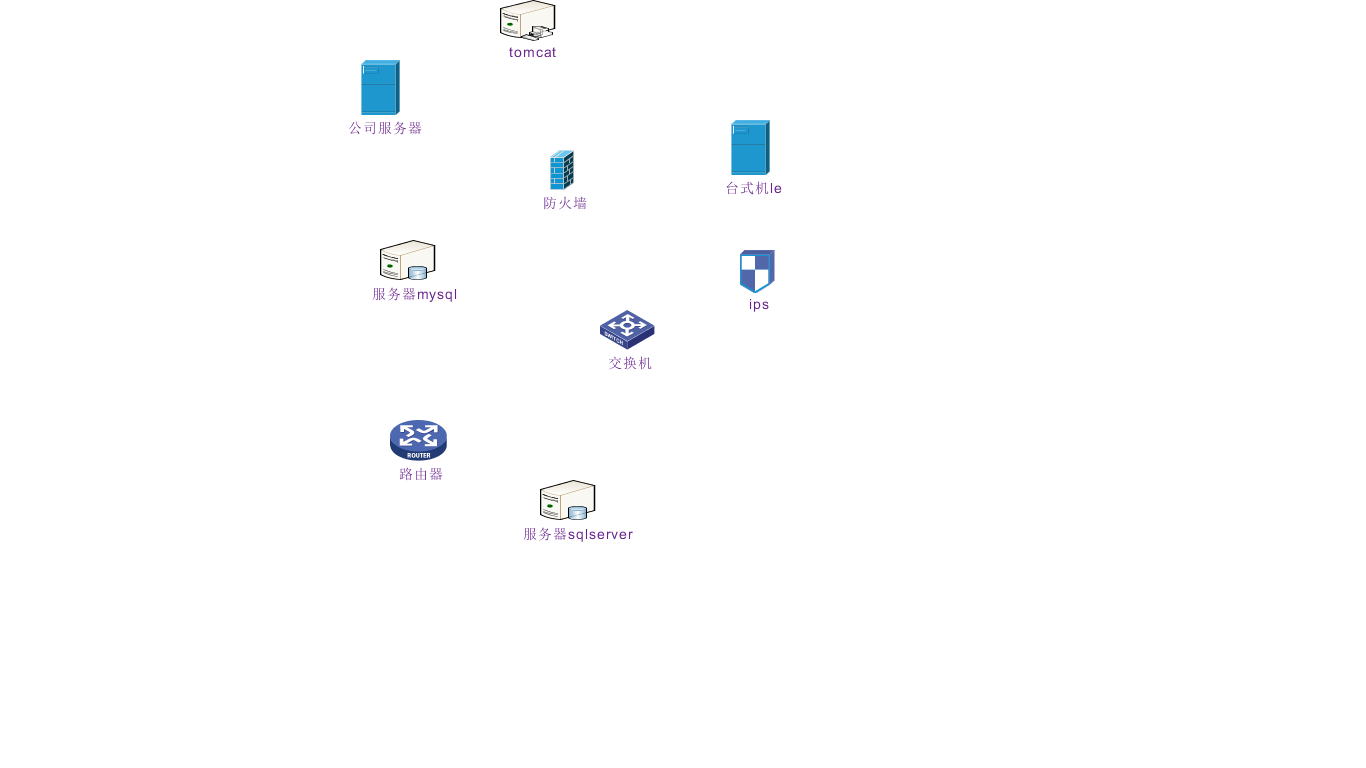 tomcat
公司服务器
台式机le
防火墙
服务器mysql
ips
SWITCH
交换机
ROUTER
路由器
服务器sqlserver